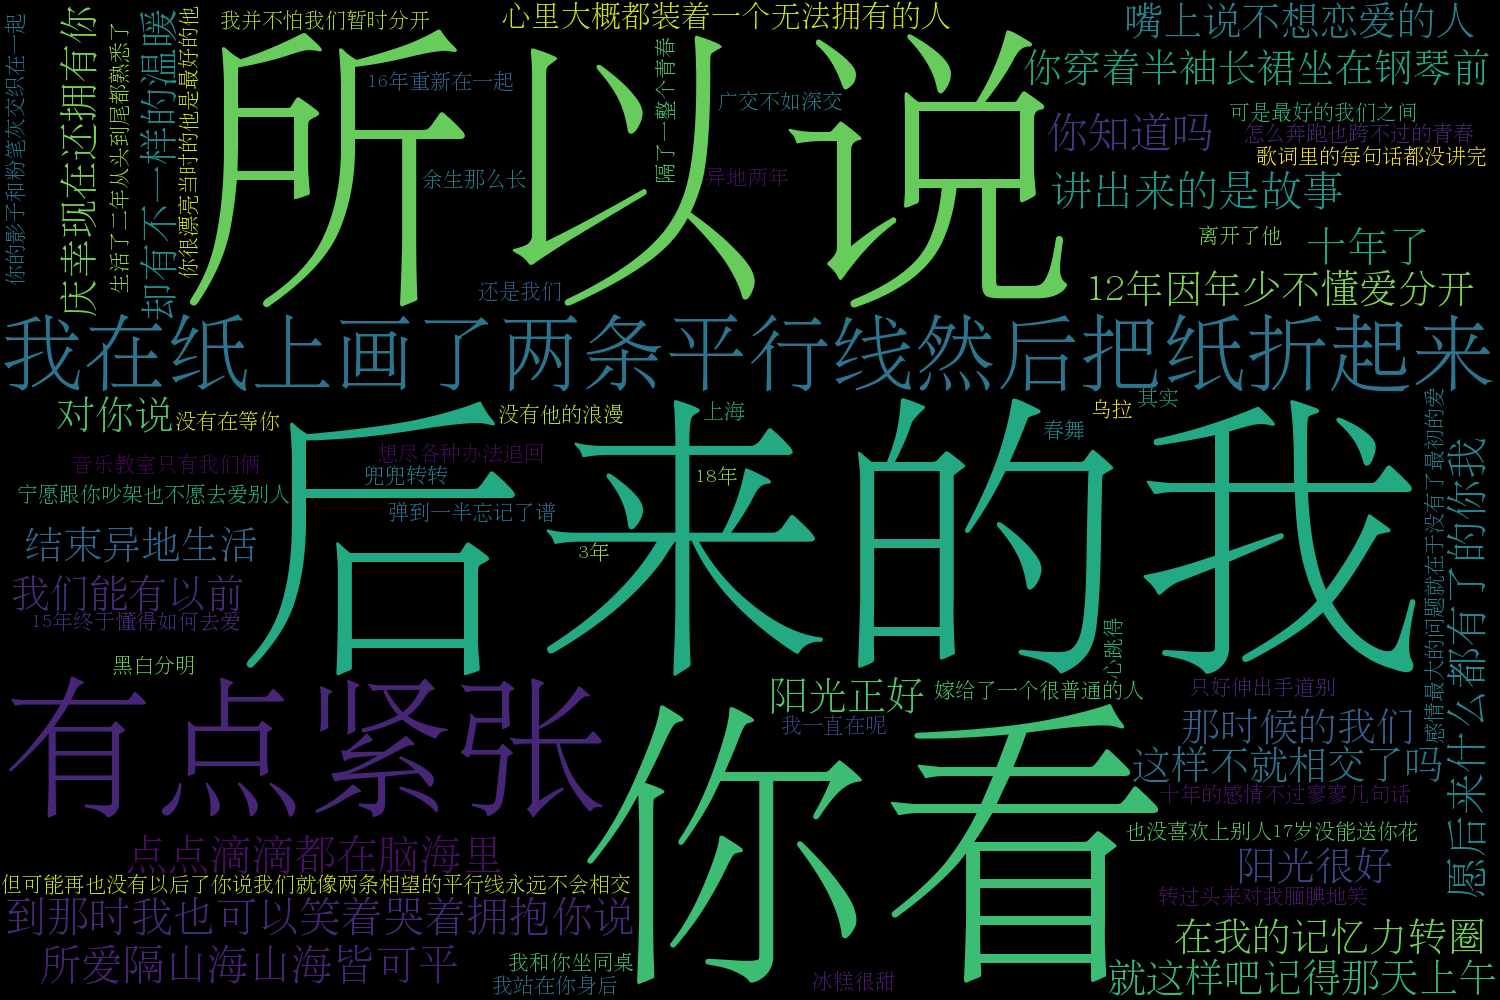 我并不怕我们暂时分开
心里大概都装着一个无法拥有的人
嘴上说不想恋爱的人
你的影子和粉笔灰交织在一起
庆幸现在还拥有你
生活了二年从头到尾都熟悉了
却有不一样的温暖
你很漂亮当时的他是最好的他
所以说
16年重新在一起
隔了一整个青春
广交不如深交
你穿着半袖长裙坐在钢琴前
可是最好的我们之间
你知道吗
怎么奔跑也跨不过的青春
歌词里的每句话都没讲完
余生那么长
异地两年
讲出来的是故事
离开了他
十年了
还是我们
12年因年少不懂爱分开
我在纸上画了两条平行线然后把纸折起来
对你说
没有在等你
没有他的浪漫
上海
乌拉
其实
春舞
后来的我
音乐教室只有我们俩
想尽各种办法追回
兜兜转转
18年
宁愿跟你吵架也不愿去爱别人
弹到一半忘记了谱
结束异地生活
3年
我们能有以前
15年终于懂得如何去爱
黑白分明
心跳得
感情最大的问题就在于没有了最初的爱
愿后来什么都有了的你我
有点紧张
阳光正好
嫁给了一个很普通的人
只好伸出手道别
我一直在呢
那时候的我们
你看
这样不就相交了吗
十年的感情不过寥寥几句话
也没喜欢上别人17岁没能送你花
点点滴滴都在脑海里
阳光很好
但可能再也没有以后了你说我们就像两条相望的平行线永远不会相交
转过头来对我腼腆地笑
到那时我也可以笑着哭着拥抱你说
在我的记忆力转圈
所爱隔山海山海皆可平
我和你坐同桌
我站在你身后
冰糕很甜
就这样吧记得那天上午